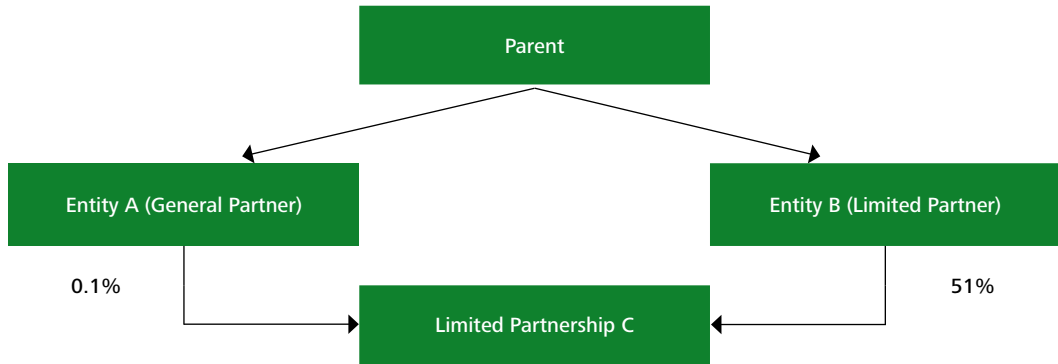 Parent
Entity A (General Partner)
Entity B (Limited Partner)
0.1%
51%
Limited Partnership C